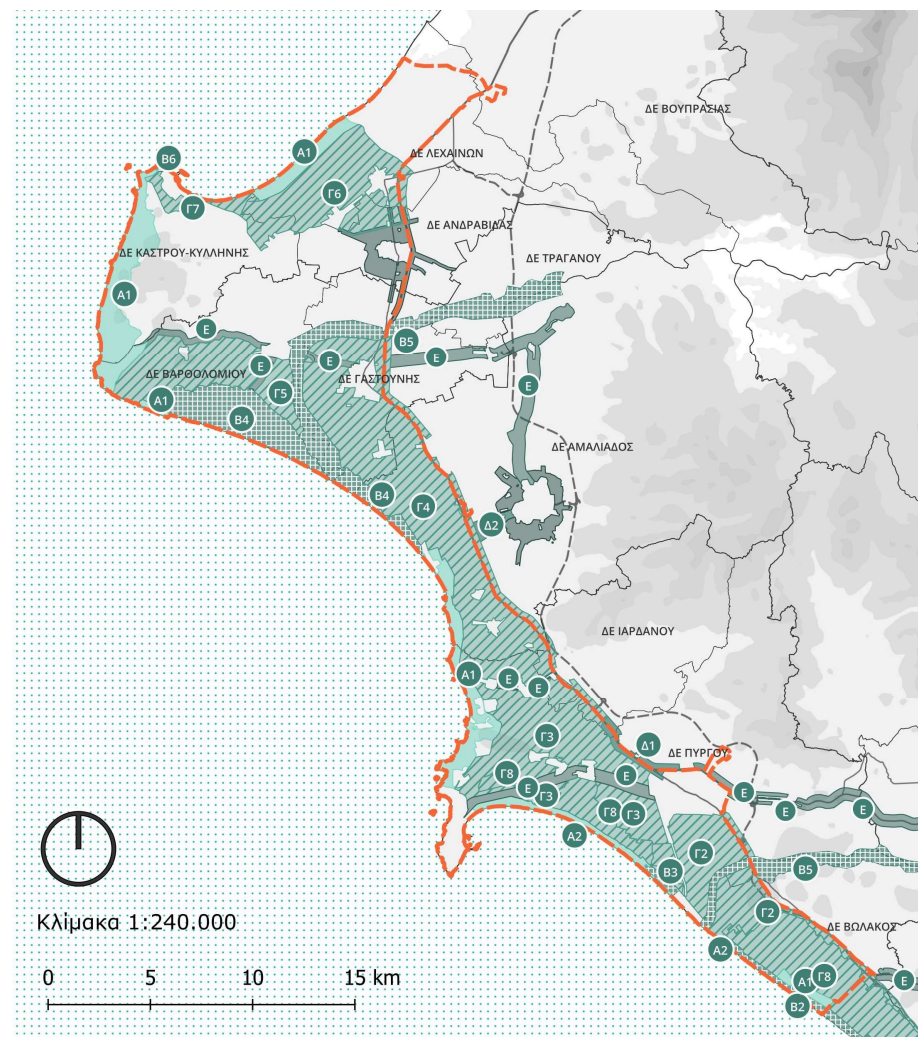 ΔΕ ΒΟΥΠΡΑΣΙΑΣ
Α1
ΔΕ ΛΕΧΑΙΝΩΝ
Β6
Γ6
Γ7
ΔΕ ΑΝΔΡΑΒΙΔΑΣ
ΔΕ ΚΑΣΤΡΟΥ-ΚΥΛΛΗΝΗΣ
ΔΕ ΤΡΑΓΑΝΟΥ
Α1
Ε
Β5
Ε
Ε
Ε
ΔΕ ΒΑΡΘΟΛΟΜΙΟΥ
ΔΕ ΓΑΣΤΟΥΝΗΣ
Ε
Γ5
Α1
Β4
ΔΕ ΑΜΑΛΙΑΔΟΣ
Β4
Γ4
Δ2
ΔΕ ΙΑΡΔΑΝΟΥ
Α1
Ε
Ε
Γ3
Δ1
ΔΕ ΠΥΡΓΟΥ
Γ8
Ε
Ε
Γ3
Ε
Ε
Ε
Γ8
Γ3
Α2
Γ2
Β3
Β5
Γ2
Κλίμακα 1:240.000
ΔΕ ΒΩΛΑΚΟΣ
Α2
0 5 10 15 km
Α1
Γ8
Ε
Β2